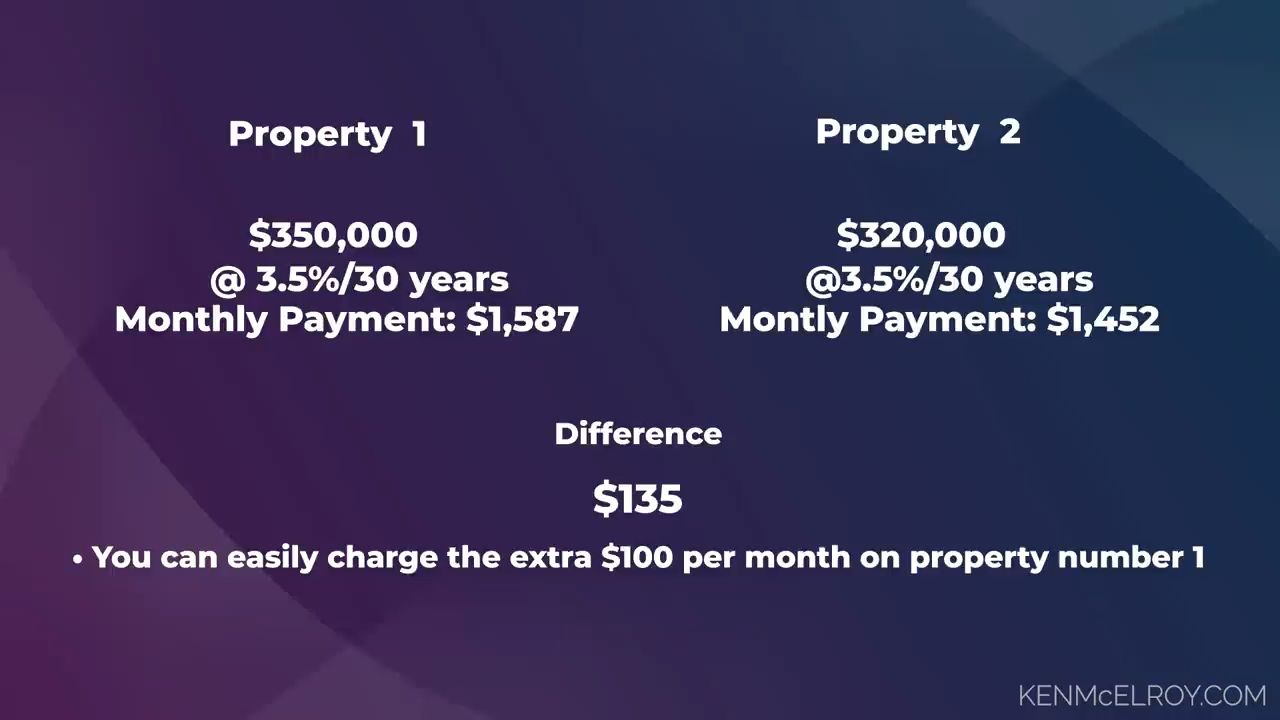 Property 1
$350,000
@ 3.5%/30 years
Monthly Payment: $1,587
Property 2
$320,000
@3.5%/30 years
Montly Payment: $1,452
Difference
$135
• You can easily charge the extra $100 per month on property number 1
KENMCELROY.COM